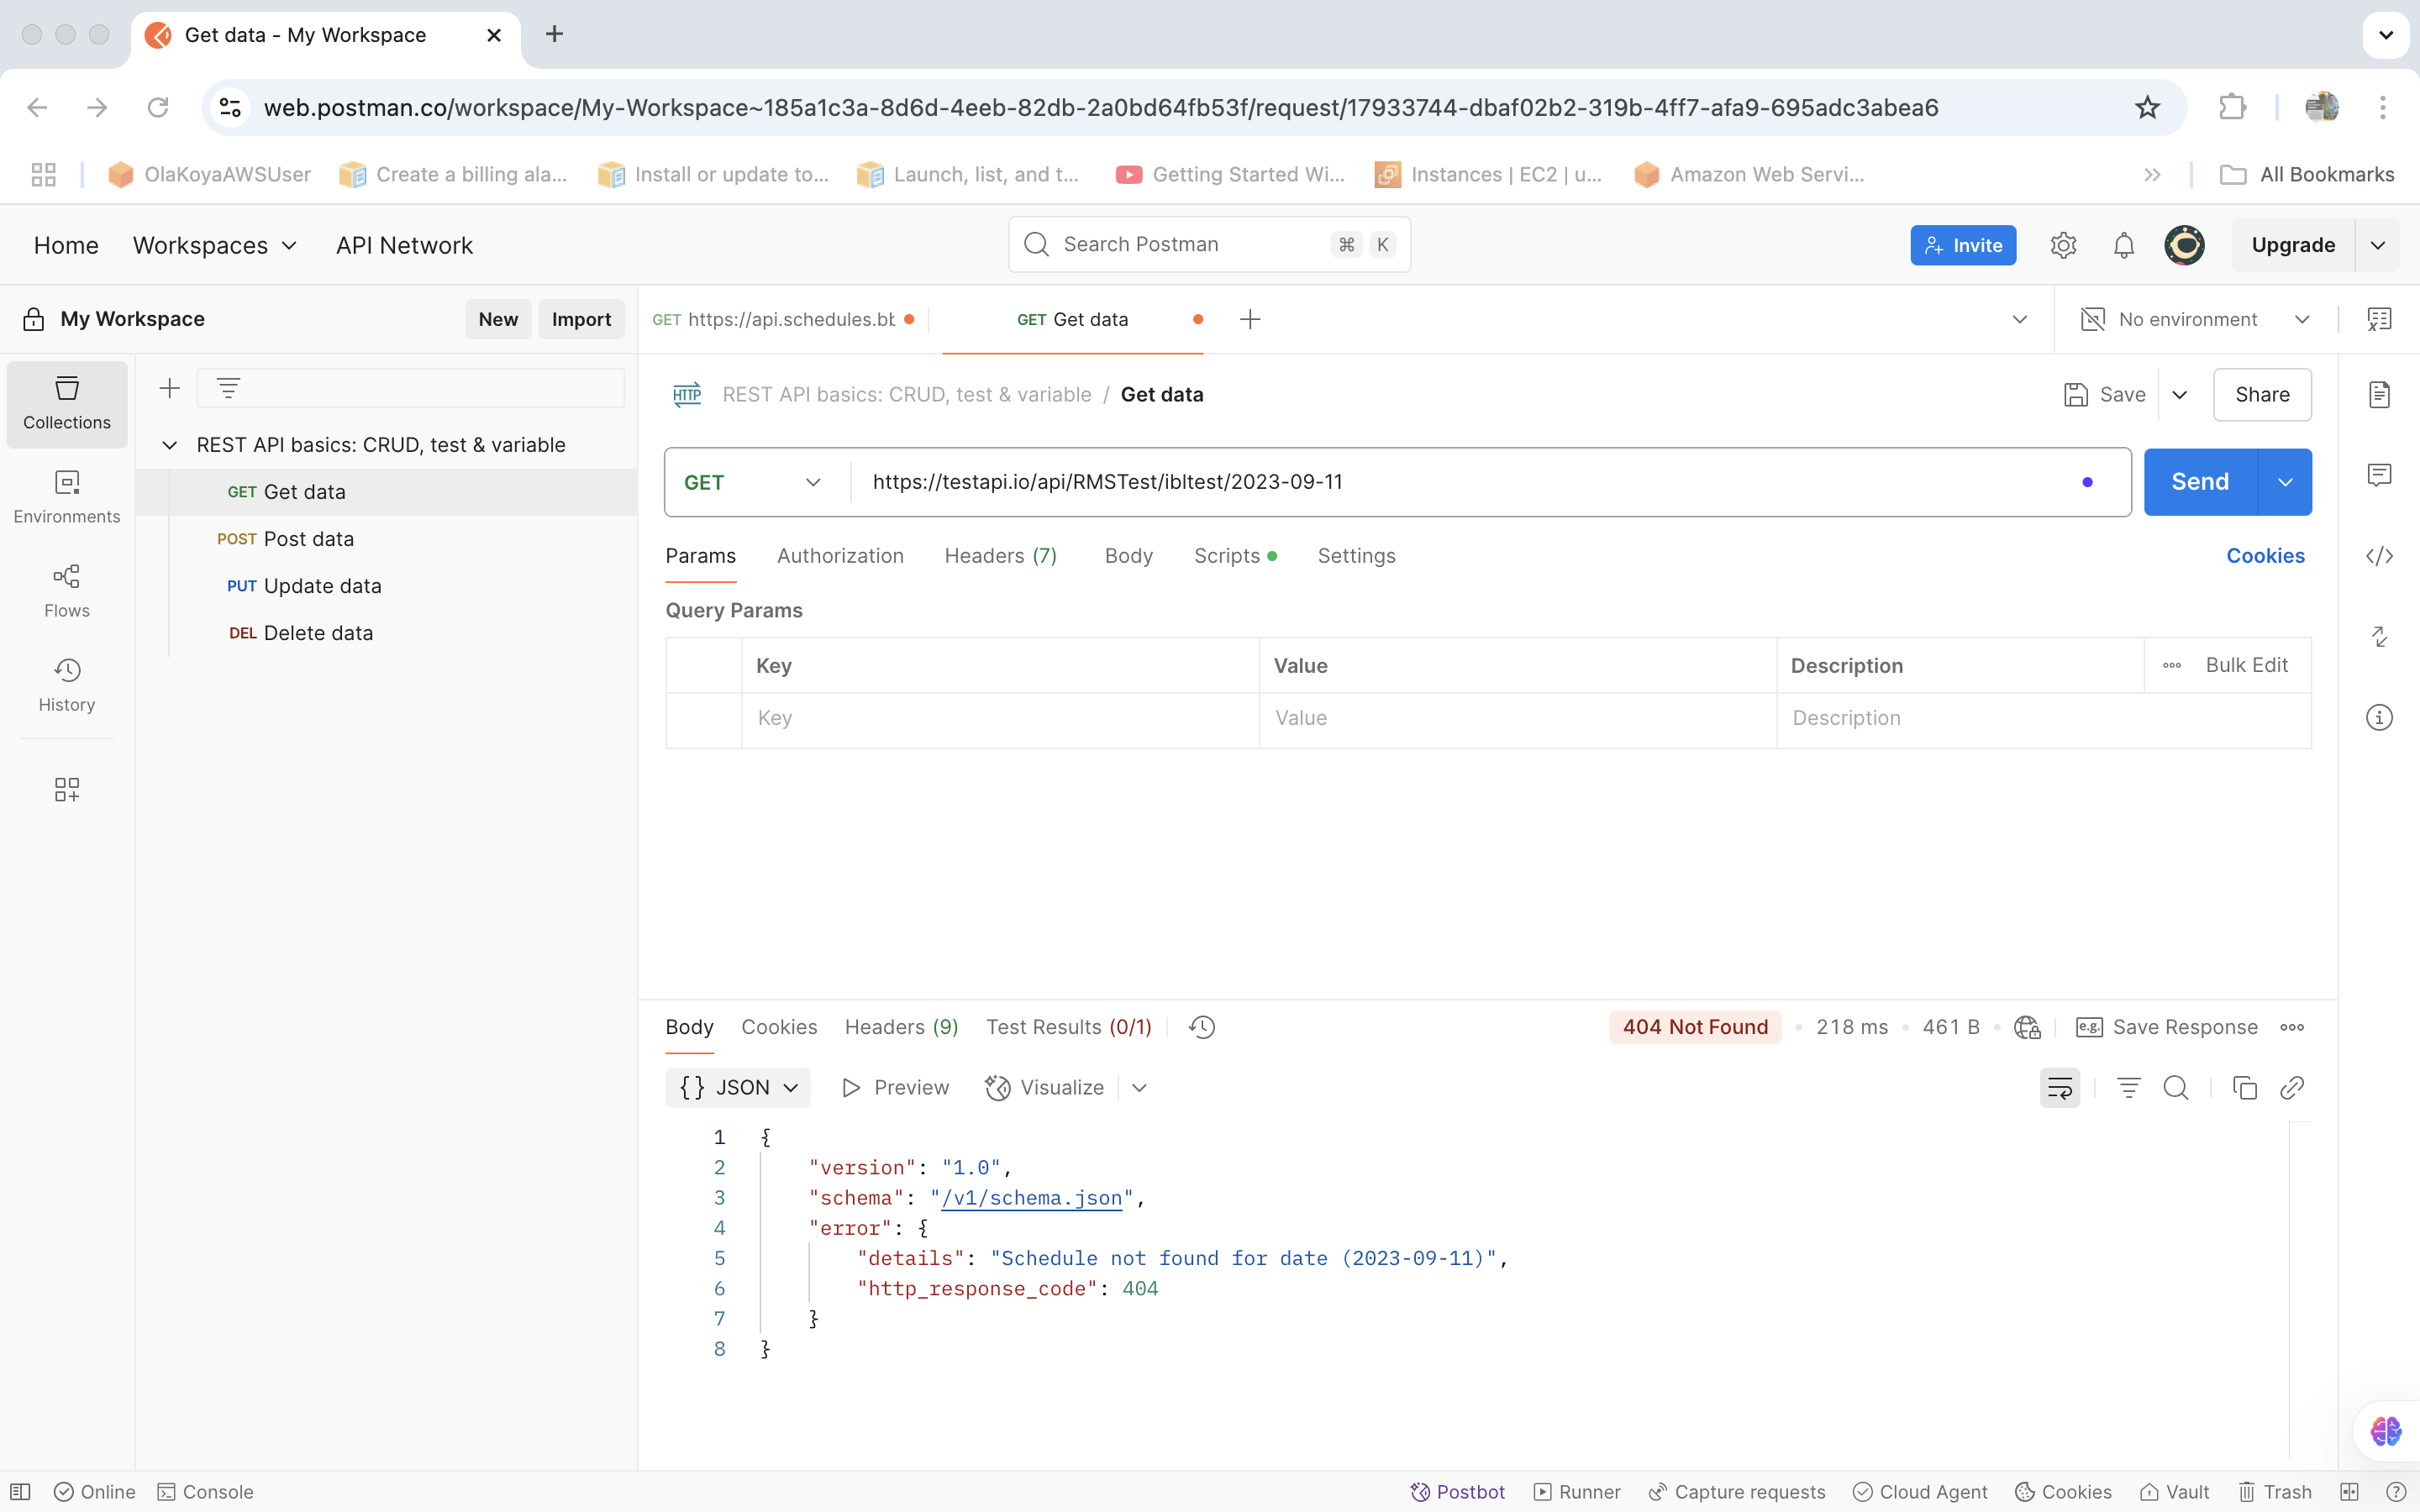 Get data - My Workspace
web.postman.co/workspace/My-Workspace~185a1c3a-8d6d-4eeb-82db-2a0bd64fb53f/request/17933744-dbaf02b2-319b-4ff7-afa9-695adc3abea6
OlaKoyaAWSUser
Create a billing ala...
Install or update to...
Launch, list, and t...
Getting Started Wi...
Instances | EC2 | u...
Amazon Web Servi...
All Bookmarks
Home
Workspaces
API Network
Search Postman
⌘ K
Invite
Upgrade
My Workspace
New
Import
GET https://api.schedules.bb
GET Get data
No environment
Collections
Environments
Flows
History
REST API basics: CRUD, test & variable
GET Get data
POST Post data
PUT Update data
DEL Delete data
HTTP REST API basics: CRUD, test & variable / Get data
Save
Share
GET
https://testapi.io/api/RMSTest/ibltest/2023-09-11
Send
Params
Authorization
Headers (7)
Body
Scripts
Settings
Cookies
Query Params
Key
Value
Description
Bulk Edit
Key
Value
Description
Body
Cookies
Headers (9)
Test Results (0/1)
404 Not Found
218 ms
461 B
e.g. Save Response
{} JSON
Preview
Visualize
1 {
2 "version": "1.0",
3 "schema": "/v1/schema.json",
4 "error": {
5 "details": "Schedule not found for date (2023-09-11)",
6 "http_response_code": 404
7 }
8 }
Online
Console
Postbot
Runner
Capture requests
Cloud Agent
Cookies
Vault
Trash